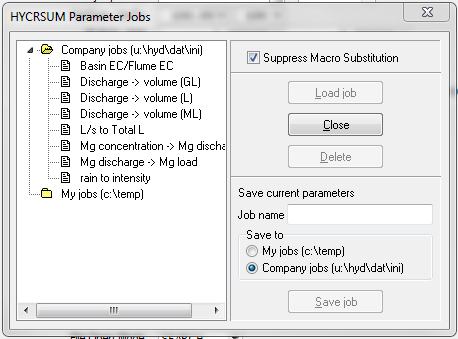 HYCRSUM Parameter Jobs
Company jobs (u:\hyd\dat\ini)
Basin EC/Flume EC
Discharge -> volume (GL)
Discharge -> volume (L)
Discharge -> volume (ML)
L/s to Total L
Mg concentration -> Mg discha
Mg discharge -> Mg load
rain to intensity
My jobs (c:\temp)
Suppress Macro Substitution
Load job
Close
Delete
Save current parameters
Job name
Save to
My jobs (c:\temp)
Company jobs (u:\hyd\dat\ini)
Save job